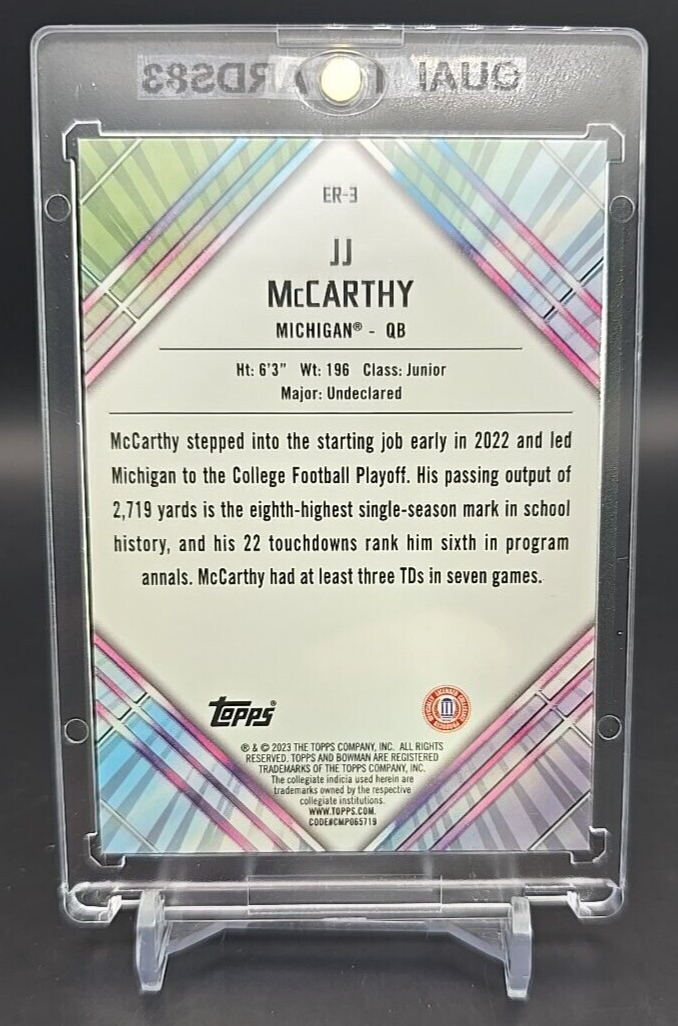 ER-3
JJ
McCARTHY
MICHIGAN® - QB
Ht: 6'3" Wt: 196 Class: Junior
Major: Undeclared
McCarthy stepped into the starting job early in 2022 and led
Michigan to the College Football Playoff. His passing output of
2,719 yards is the eighth-highest single-season mark in school
history, and his 22 touchdowns rank him sixth in program
annals. McCarthy had at least three TDs in seven games.
topps®
OFFICIALLY LICENSED COLLEGIATE PRODUCTS
® & © 2023 THE TOPPS COMPANY, INC. ALL RIGHTS
RESERVED. TOPPS AND BOWMAN ARE REGISTERED
TRADEMARKS OF THE TOPPS COMPANY, INC.
The collegiate indicia used herein are
trademarks owned by the respective
collegiate institutions.
WWW.TOPPS.COM.
CODE#CMP065719